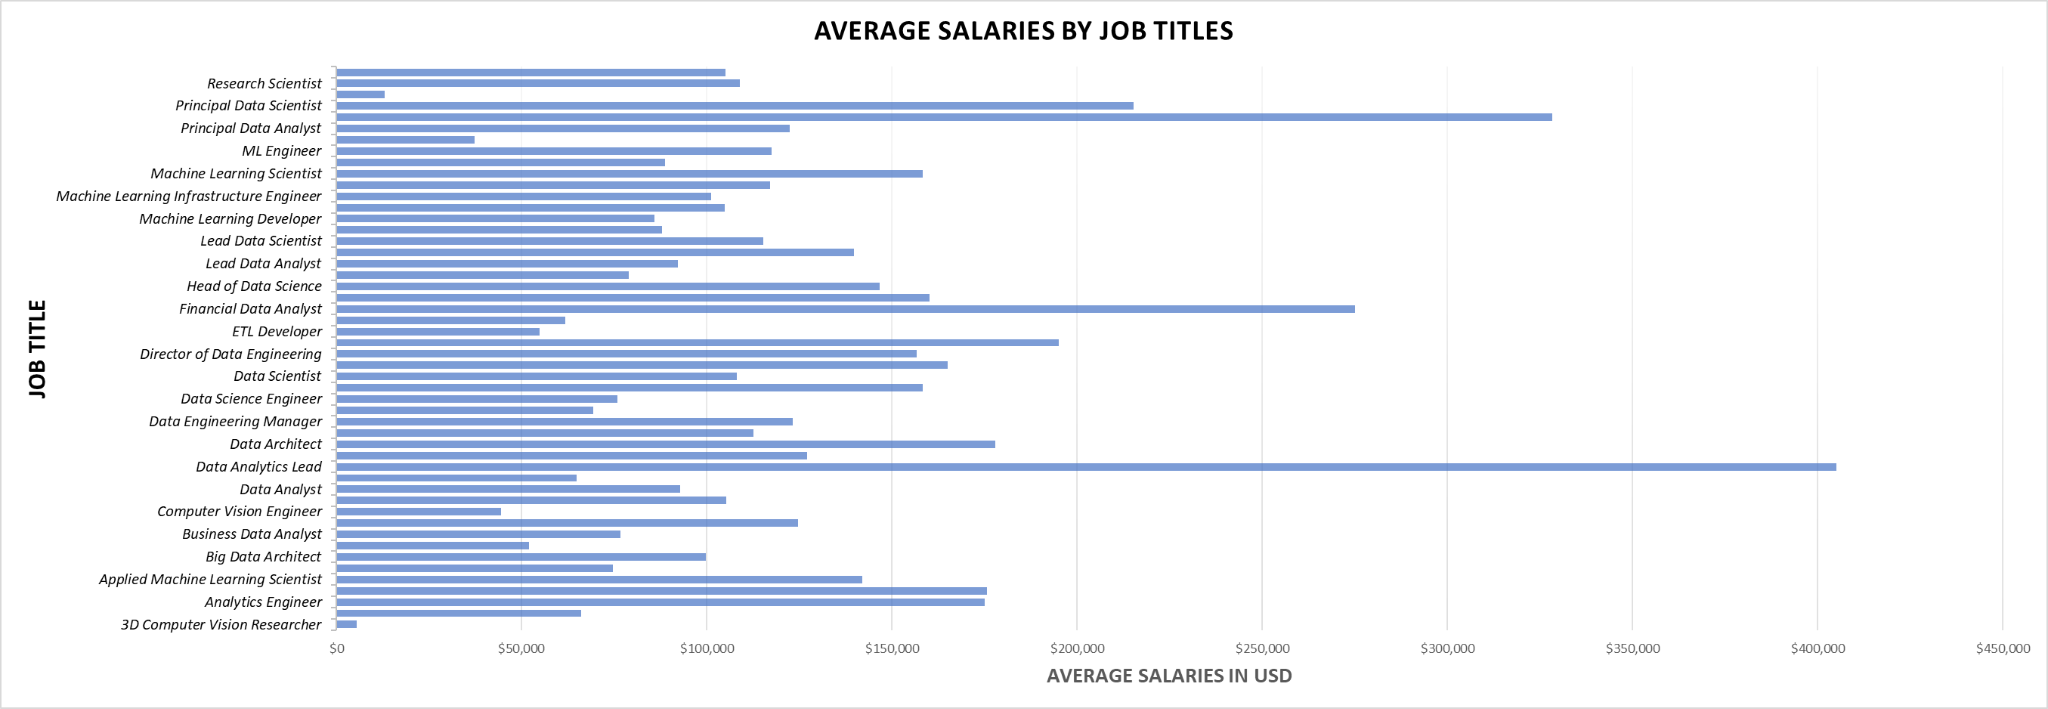 AVERAGE SALARIES BY JOB TITLES
JOB TITLE
Research Scientist
Principal Data Scientist
Principal Data Analyst
ML Engineer
Machine Learning Scientist
Machine Learning Infrastructure Engineer
Machine Learning Developer
Lead Data Scientist
Lead Data Analyst
Head of Data Science
Financial Data Analyst
ETL Developer
Director of Data Engineering
Data Scientist
Data Science Engineer
Data Engineering Manager
Data Architect
Data Analytics Lead
Data Analyst
Computer Vision Engineer
Business Data Analyst
Big Data Architect
Applied Machine Learning Scientist
Analytics Engineer
3D Computer Vision Researcher
$0 $50,000 $100,000 $150,000 $200,000 $250,000 $300,000 $350,000 $400,000 $450,000
AVERAGE SALARIES IN USD